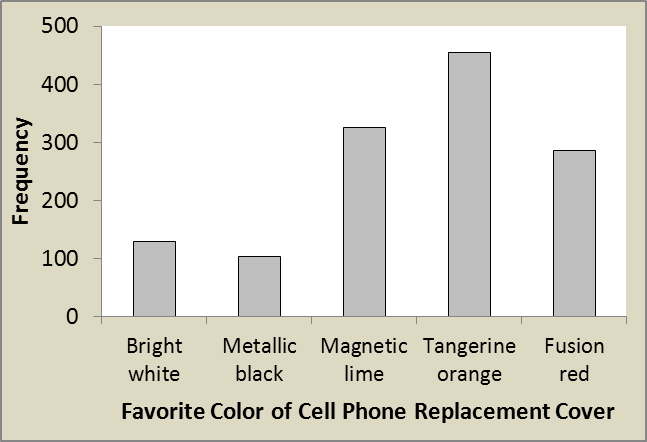 500
400
300
200
100
0
Frequency
Bright white
Metallic black
Magnetic lime
Tangerine orange
Fusion red
Favorite Color of Cell Phone Replacement Cover